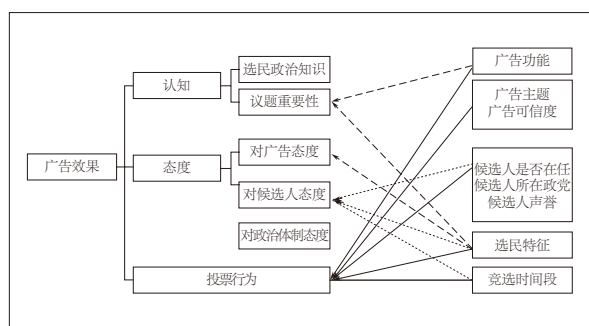 广告功能
选民政治知识
认知
议题重要性
广告主题
广告可信度
对广告态度
广告效果
态度
候选人是否在任
候选人所在政党
候选人声誉
对候选人态度
对政治体制态度
选民特征
投票行为
竞选时间段